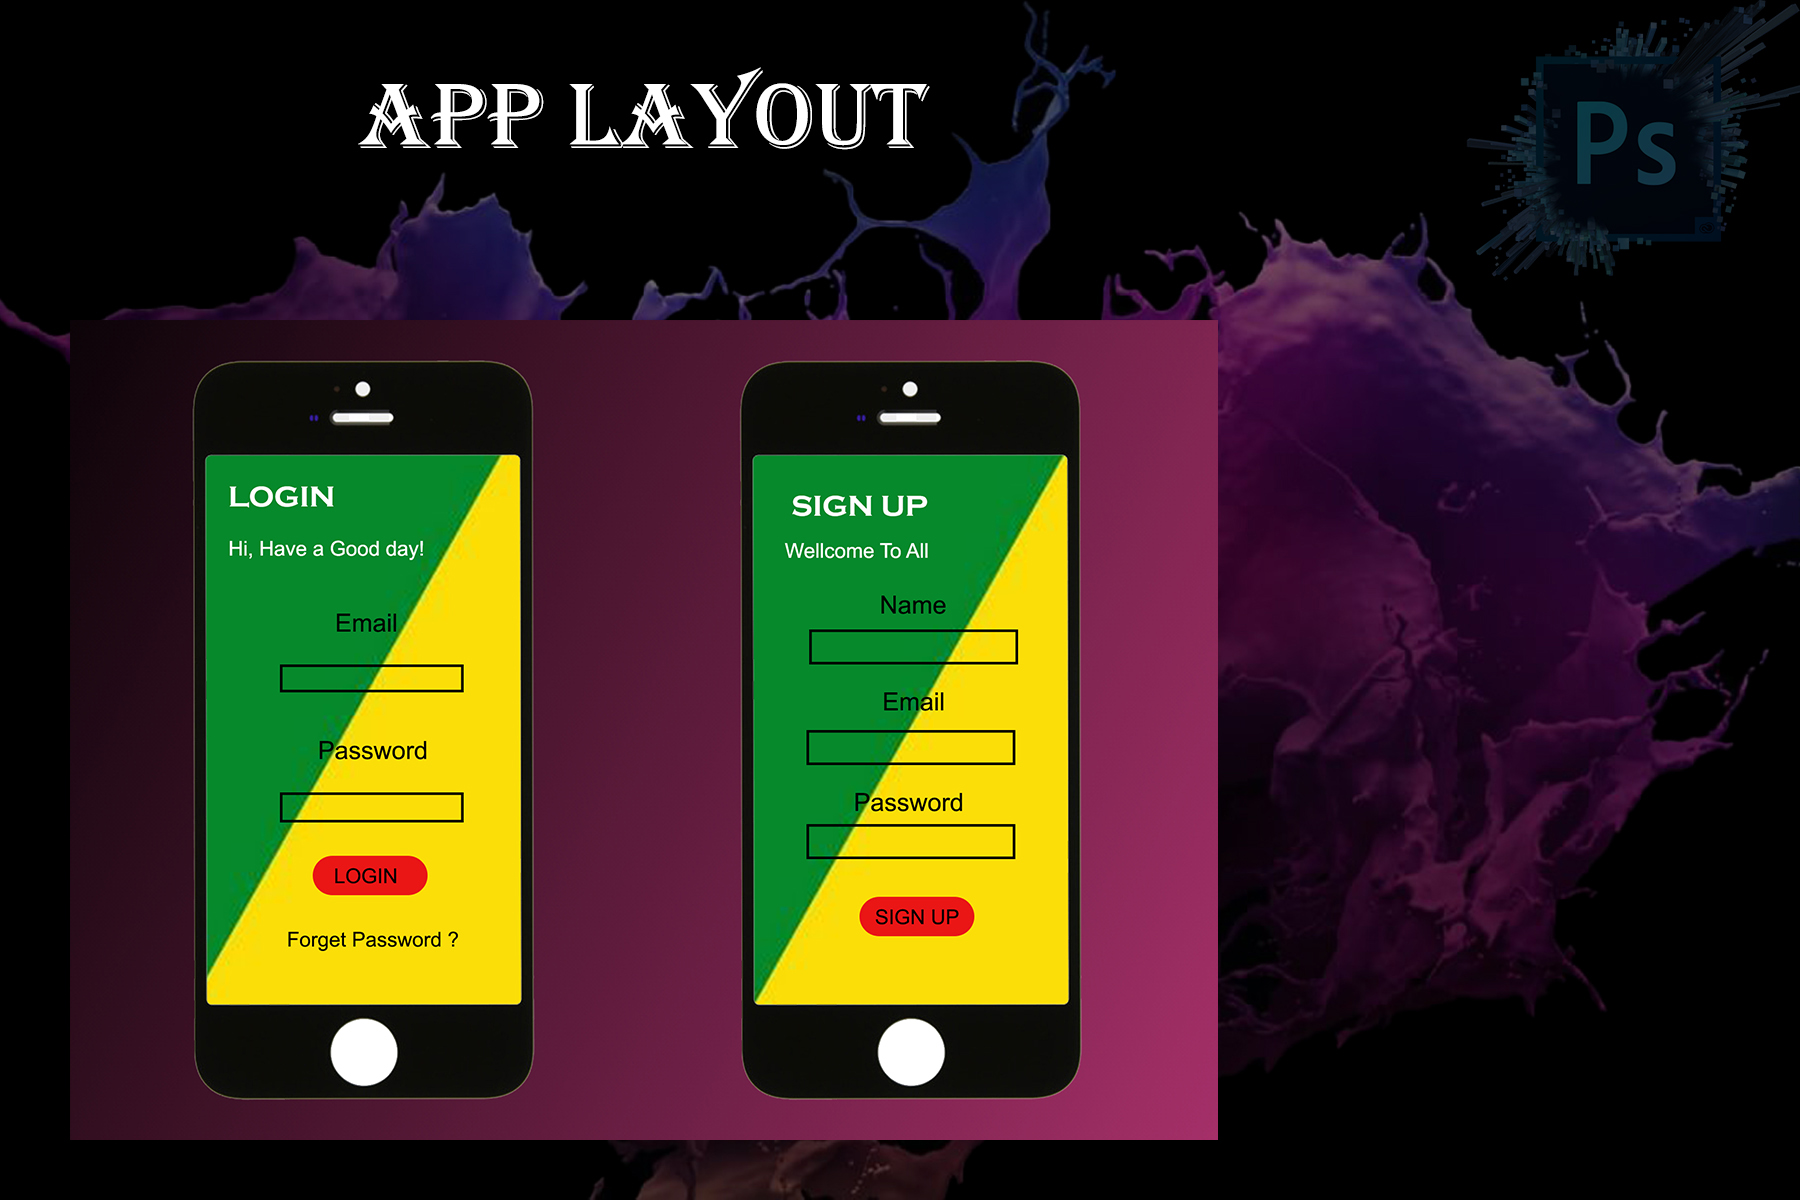 APP LAYOUT
Ps
LOGIN
Hi, Have a Good day!
Email
Password
LOGIN
Forget Password ?
SIGN UP
Wellcome To All
Name
Email
Password
SIGN UP